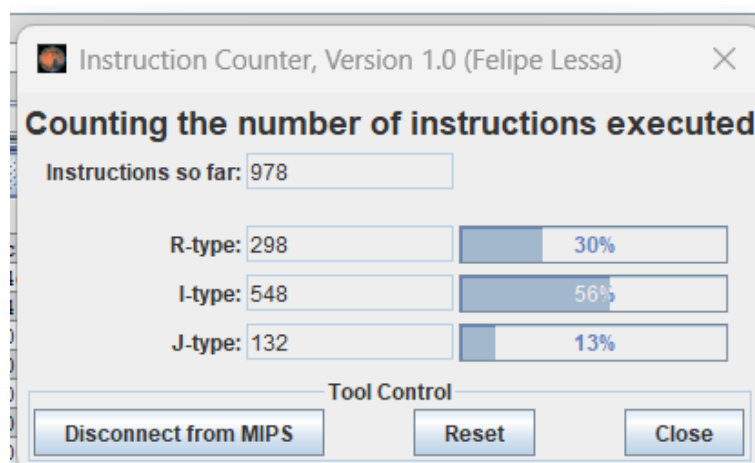 Instruction Counter, Version 1.0 (Felipe Lessa)
Counting the number of instructions executed
Instructions so far: 978
R-type: 298 30%
I-type: 548 56%
J-type: 132 13%
Tool Control
Disconnect from MIPS Reset Close